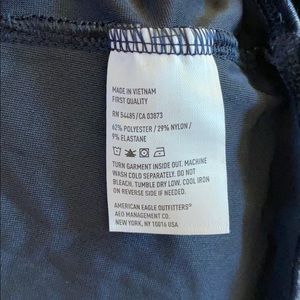 MADE IN VIETNAM
FIRST QUALITY
RN 54485/CA 03873
62% POLYESTER / 29% NYLON /
9% ELASTANE
TURN GARMENT INSIDE OUT. MACHINE
WASH COLD SEPARATELY. DO NOT
BLEACH. TUMBLE DRY LOW. COOL IRON
ON REVERSE SIDE IF NEEDED.
AMERICAN EAGLE OUTFITTERS®
AEO MANAGEMENT CO.
NEW YORK, NY 10016 USA